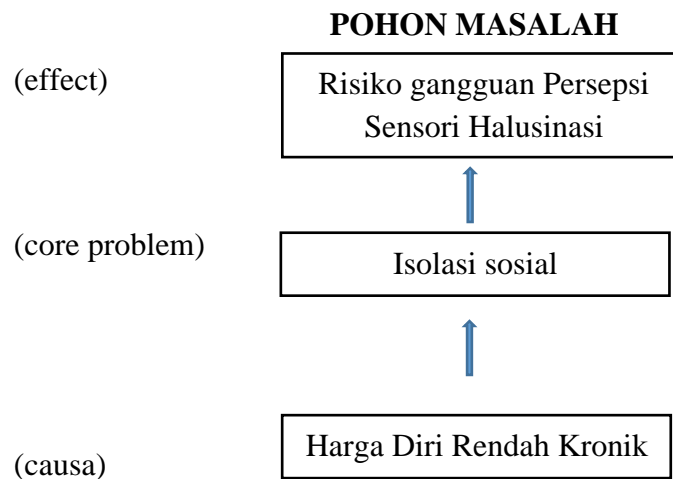 POHON MASALAH
(effect)
Risiko gangguan Persepsi
Sensori Halusinasi
(core problem)
Isolasi sosial
Harga Diri Rendah Kronik
(causa)